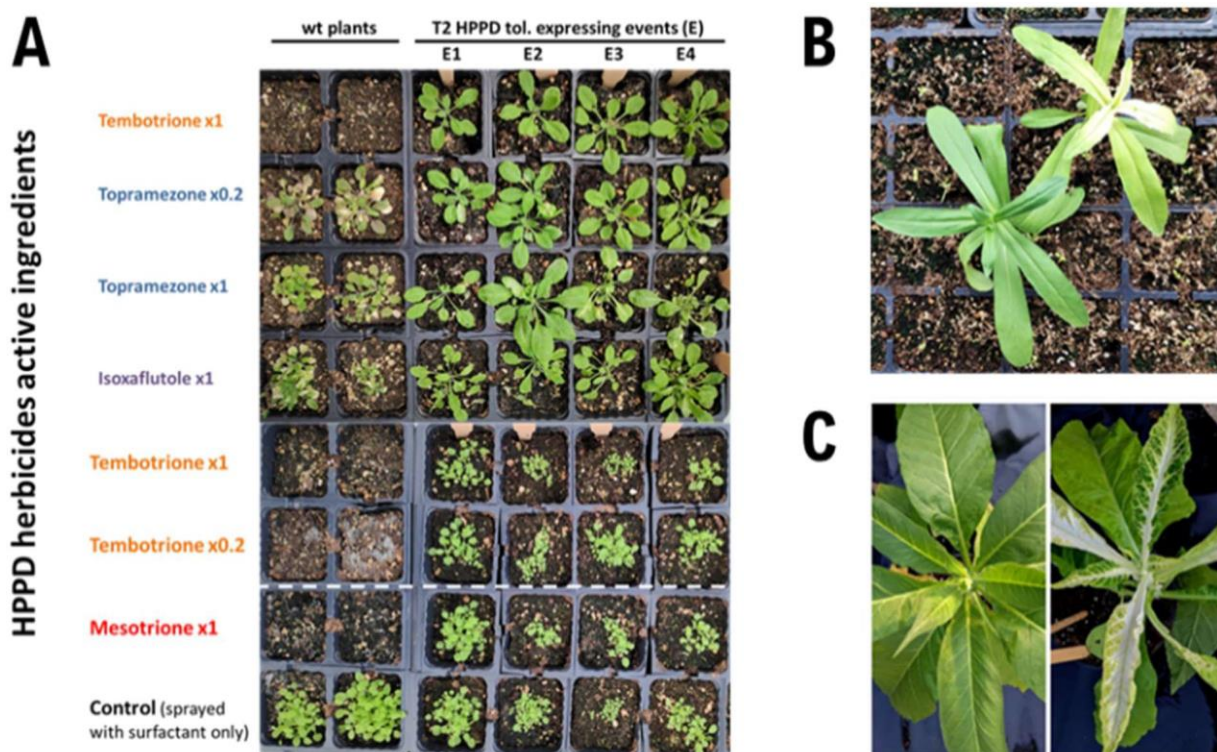 A
wt plants
T2 HPPD tol. expressing events (E)
E1 E2 E3 E4
HPPD herbicides active ingredients
Tembotrione x1
Topramezone x0.2
Topramezone x1
Isoxaflutole x1
Tembotrione x1
Tembotrione x0.2
Mesotrione x1
Control (sprayed
with surfactant only)
B
C